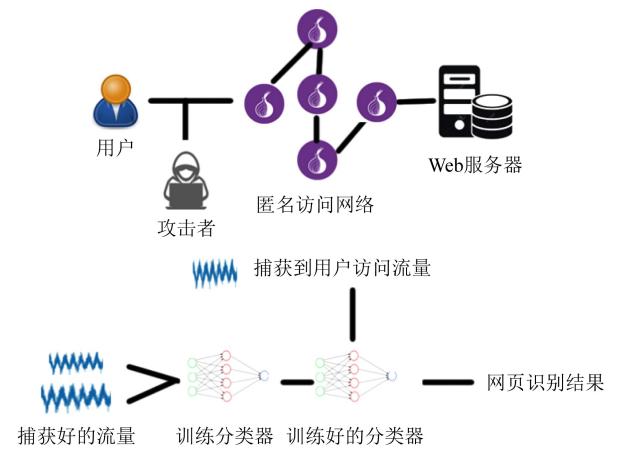 用户
Web服务器
匿名访问网络
攻击者
捕获到用户访问流量
网页识别结果
捕获好的流量
训练分类器
训练好的分类器